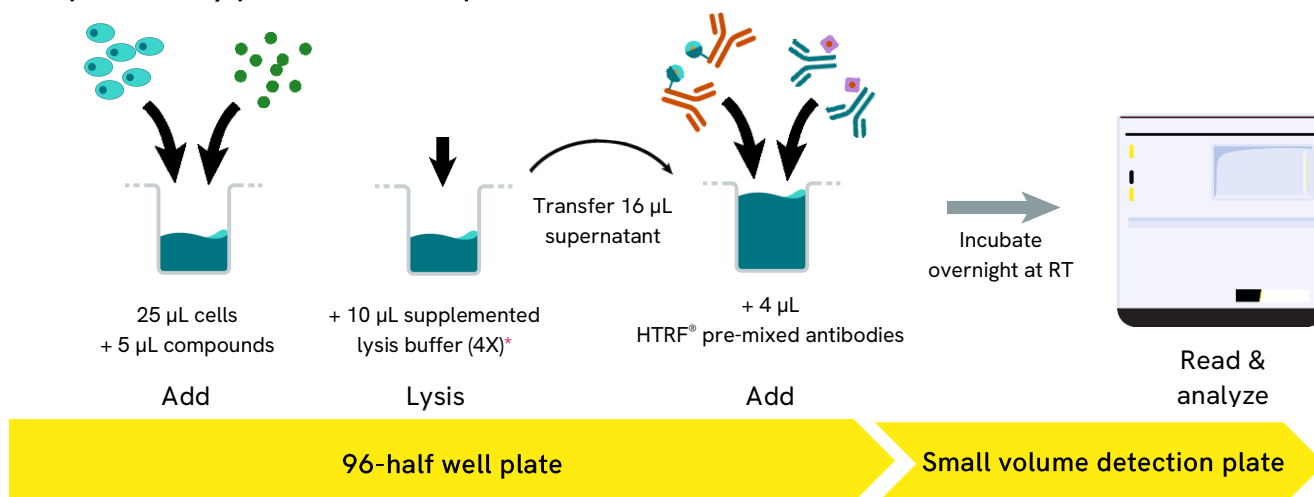 25 µL cells
+ 5 µL compounds
Add
+ 10 µL supplemented
lysis buffer (4X)*
Lysis
Transfer 16 µL
supernatant
+ 4 µL
HTRF® pre-mixed antibodies
Add
Incubate
overnight at RT
Read &
analyze
96-half well plate
Small volume detection plate